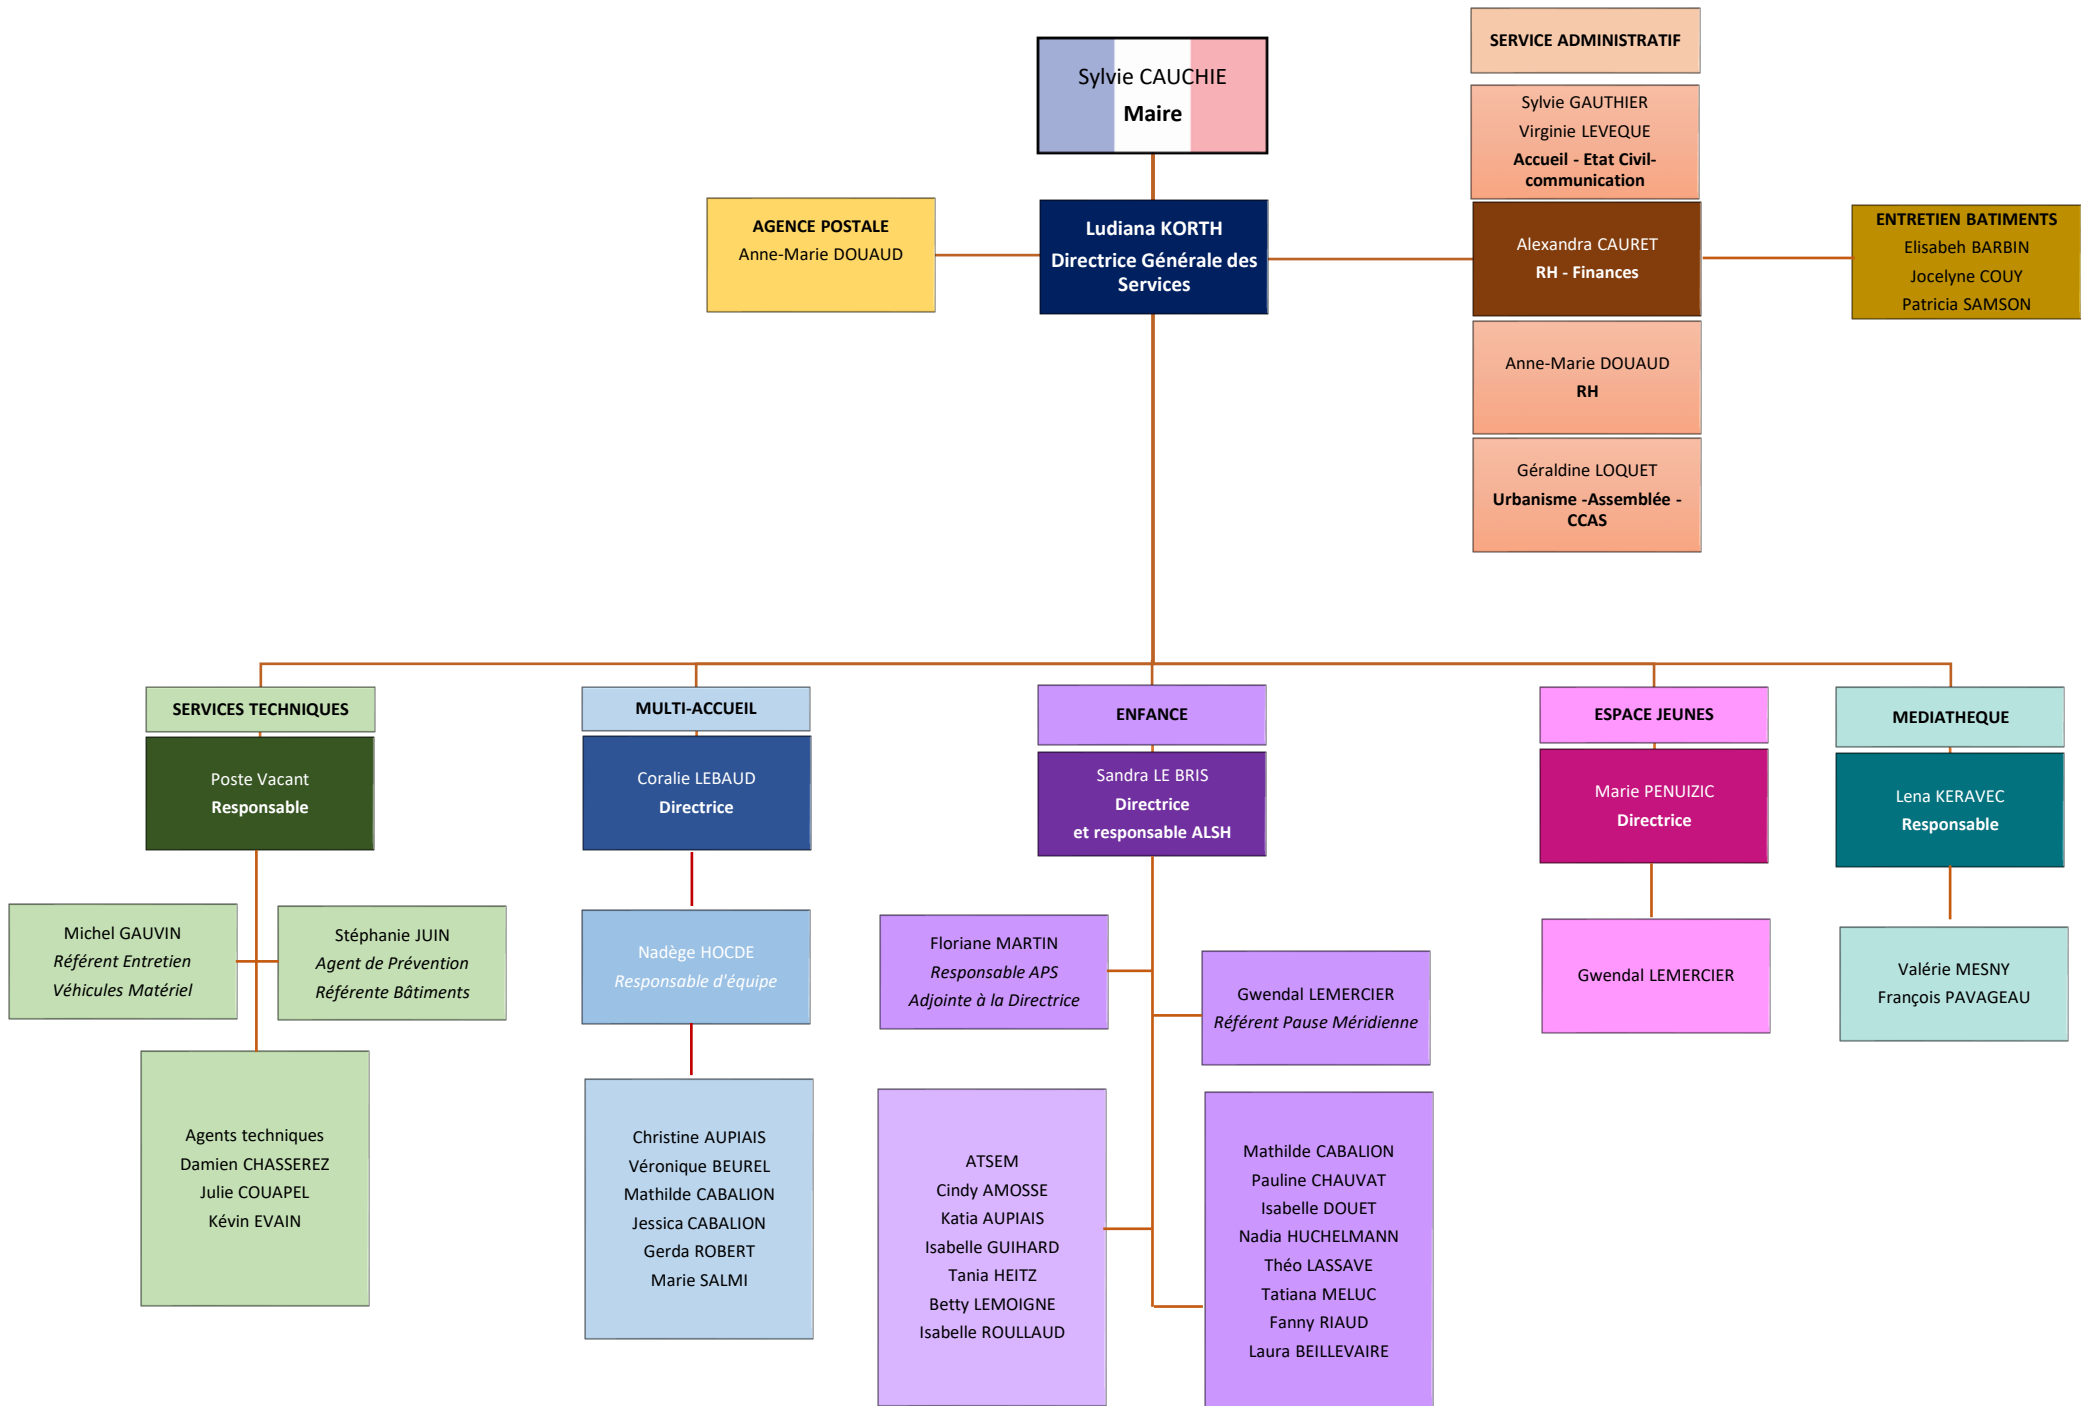 Sylvie CAUCHIE
Maire
SERVICE ADMINISTRATIF
Sylvie GAUTHIER
Virginie LEVEQUE
Accueil - Etat Civil-
communication
AGENCE POSTALE
Anne-Marie DOUAUD
Ludiana KORTH
Directrice Générale des
Services
Alexandra CAURET
RH - Finances
ENTRETIEN BATIMENTS
Elisabeh BARBIN
Jocelyne COUY
Patricia SAMSON
Anne-Marie DOUAUD
RH
Géraldine LOQUET
Urbanisme -Assemblée -
CCAS
SERVICES TECHNIQUES
Poste Vacant
Responsable
Michel GAUVIN
Référent Entretien
Véhicules Matériel
Stéphanie JUIN
Agent de Prévention
Référente Bâtiments
Agents techniques
Damien CHASSEREZ
Julie COUAPEL
Kévin EVAIN
MULTI-ACCUEIL
Coralie LEBAUD
Directrice
Nadège HOCDE
Responsable d'équipe
Christine AUPIAIS
Véronique BEUREL
Mathilde CABALION
Jessica CABALION
Gerda ROBERT
Marie SALMI
ENFANCE
Sandra LE BRIS
Directrice
et responsable ALSH
Floriane MARTIN
Responsable APS
Adjointe à la Directrice
Gwendal LEMERCIER
Référent Pause Méridienne
ATSEM
Cindy AMOSSE
Katia AUPIAIS
Isabelle GUIHARD
Tania HEITZ
Betty LEMOIGNE
Isabelle ROULLAUD
Mathilde CABALION
Pauline CHAUVAT
Isabelle DOUET
Nadia HUCHELMANN
Théo LASSAVE
Tatiana MELUC
Fanny RIAUD
Laura BEILLEVAIRE
ESPACE JEUNES
Marie PENUIZIC
Directrice
Gwendal LEMERCIER
MEDIATHEQUE
Lena KERAVEC
Responsable
Valérie MESNY
François PAVAGEAU